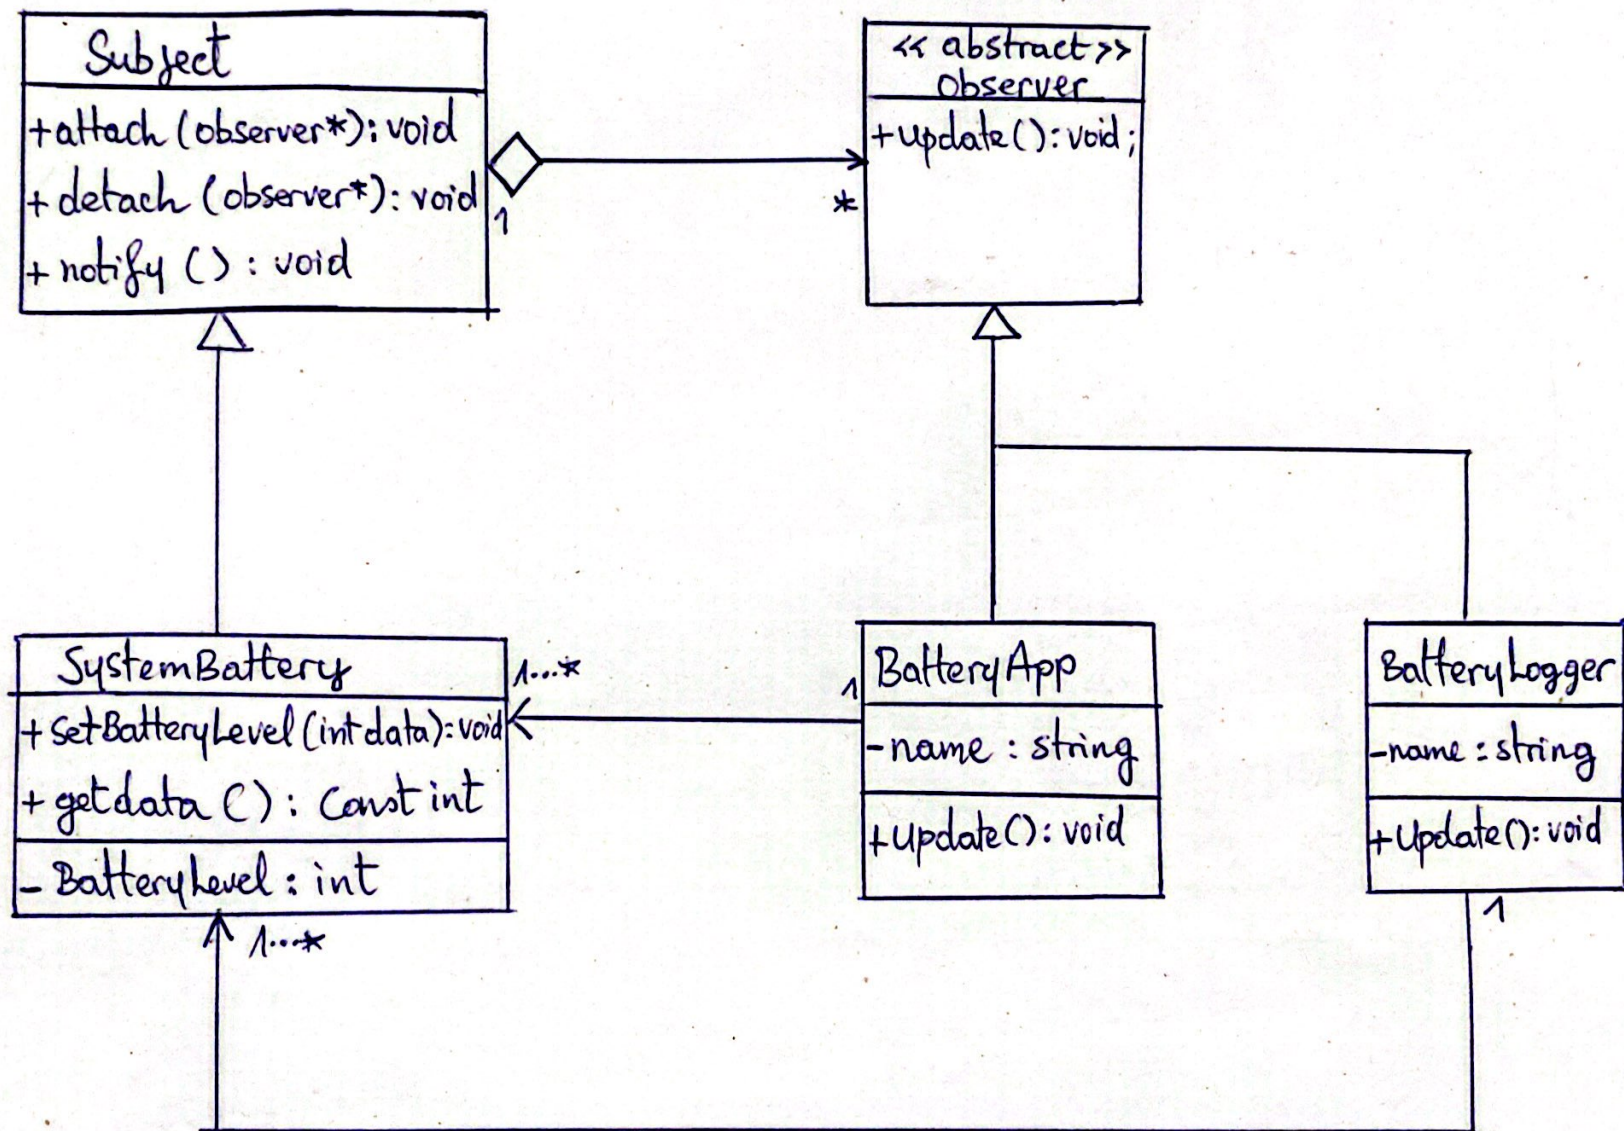 Subject
+attach (observer*): void
+ detach (observer*): void
+ notify () : void
1
*
<< abstract >>
Observer
+update(): void;
SystemBattery
+ setBatteryLevel(int data): void
+ getdata () : Const int
- BatteryLevel : int
1...*
1
1...*
BatteryApp
-name : string
+update(): void
BatteryLogger
-name : string
+Update(): void
1